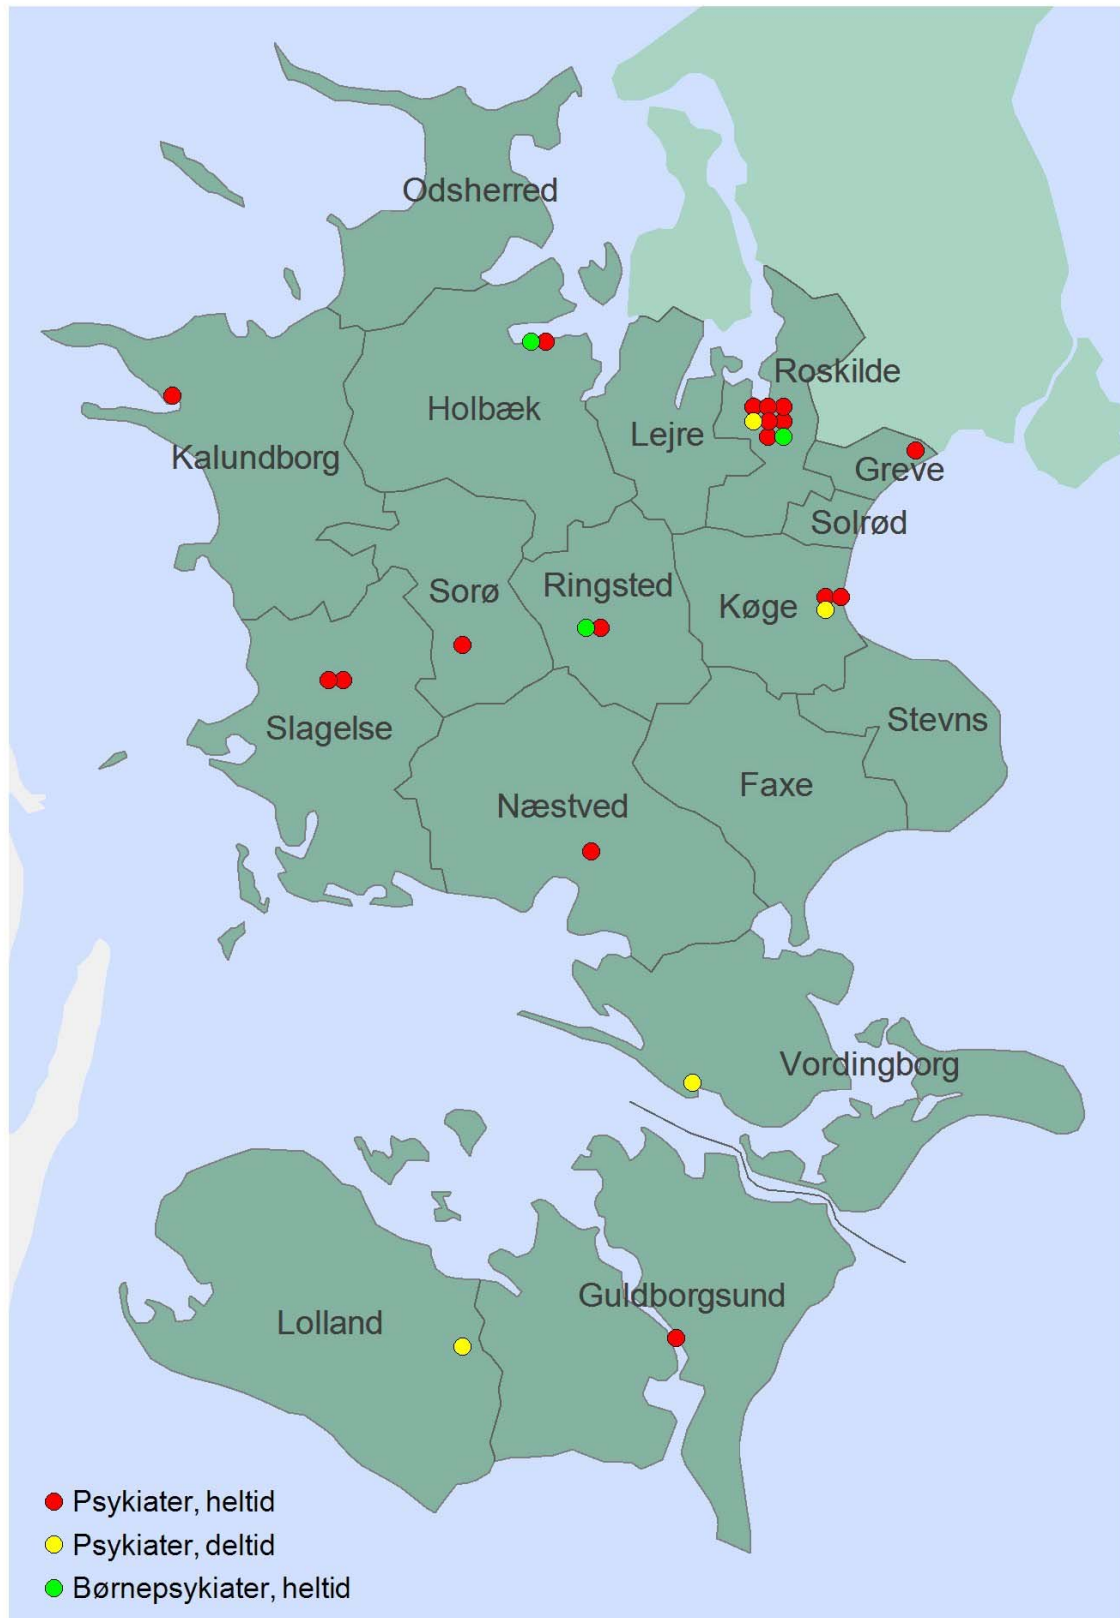 Odsherred
Roskilde
Holbæk
Lejre
Kalundborg
Greve
Solrød
Ringsted
Sorø
Køge
Stevns
Slagelse
Faxe
Næstved
Vordingborg
Guldborgsund
Lolland
Psykiater, heltid
Psykiater, deltid
Børnepsykiater, heltid